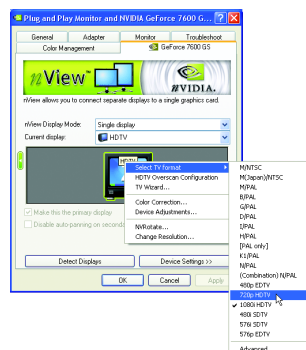 Plug and Play Monitor and NVIDIA GeForce 7600 G...
General Adapter Monitor Troubleshoot
Color Management GeForce 7600 GS
nView
NVIDIA.
nView allows you to connect separate displays to a single graphics card.
nView Display Mode: Single display
Current display: HDTV
HDTV
Select TV format
HDTV Overscan Configuration
TV Wizard...
Color Correction...
Device Adjustments...
NVRotate...
Change Resolution...
Make this the primary display
Disable auto-panning on second
Detect Displays Device Settings >>
OK Cancel Apply
M/NTSC
M(Japan)/NTSC
M/PAL
B/PAL
G/PAL
D/PAL
I/PAL
H/PAL
[PAL only]
K1/PAL
N/PAL
(Combination) N/PAL
480p EDTV
720p HDTV
1080i HDTV
480i SDTV
576i SDTV
576p EDTV
Advanced